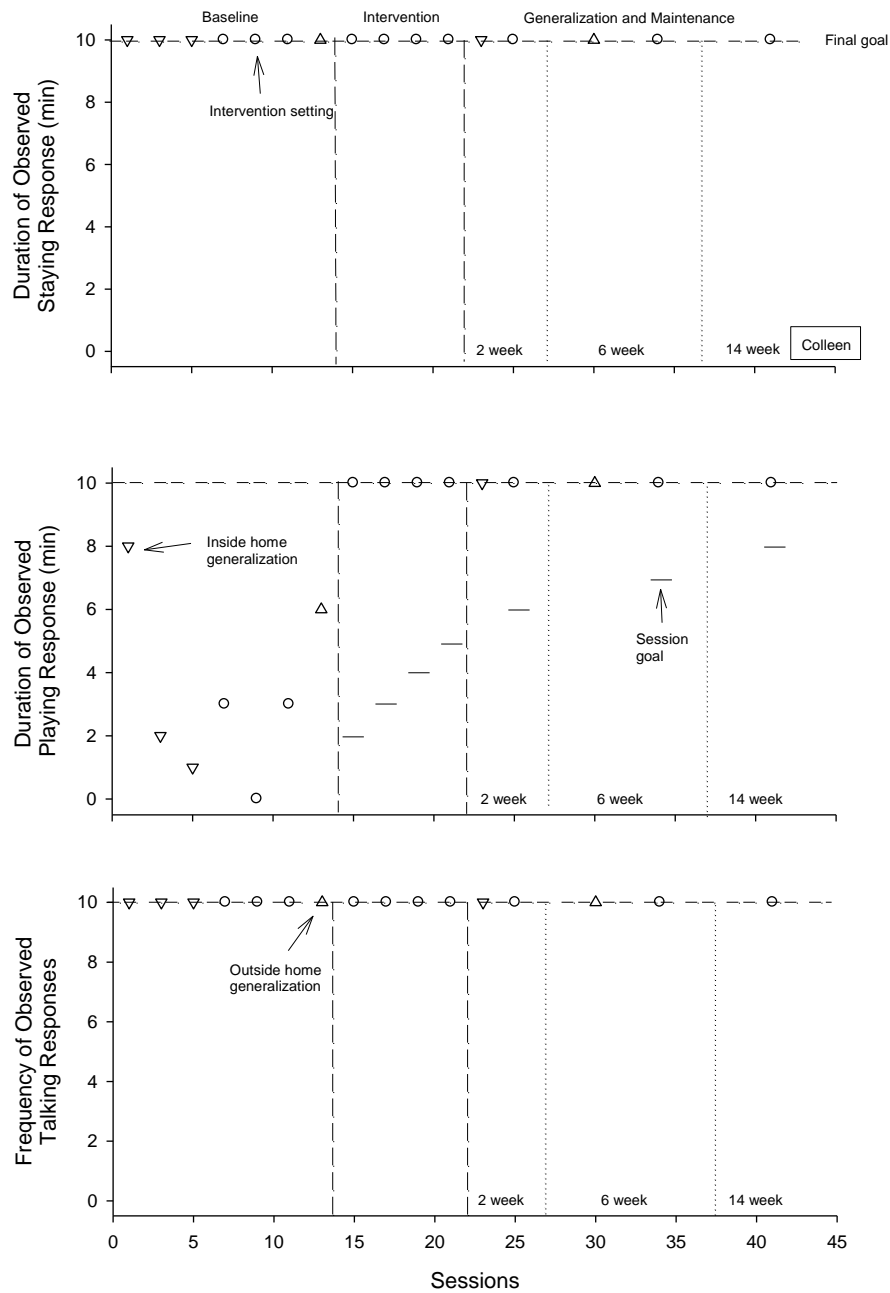 Baseline
Intervention
Generalization and Maintenance
10
Final goal
Intervention setting
8
6
4
2
0
Duration of Observed
Staying Response (min)
2 week
6 week
14 week
Colleen
10
8
6
4
2
0
Duration of Observed
Playing Response (min)
Inside home
generalization
Session
goal
2 week
6 week
14 week
10
8
6
4
2
0
Frequency of Observed
Talking Responses
Outside home
generalization
2 week
6 week
14 week
0
5
10
15
20
25
30
35
40
45
Sessions